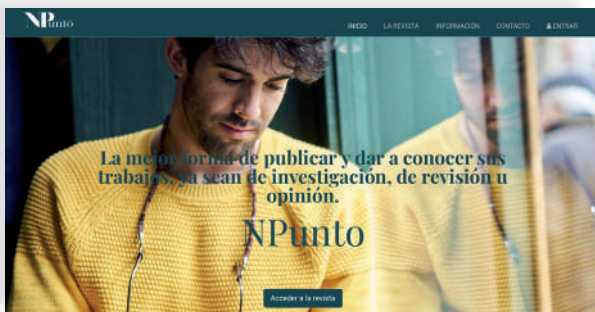 NPunto
INICIO LA REVISTA INFORMACIÓN CONTACTO ENTRAR
La mejor forma de publicar y dar a conocer sus
trabajos, ya sean de investigación, de revisión u
opinión.
NPunto
Acceder a la revista